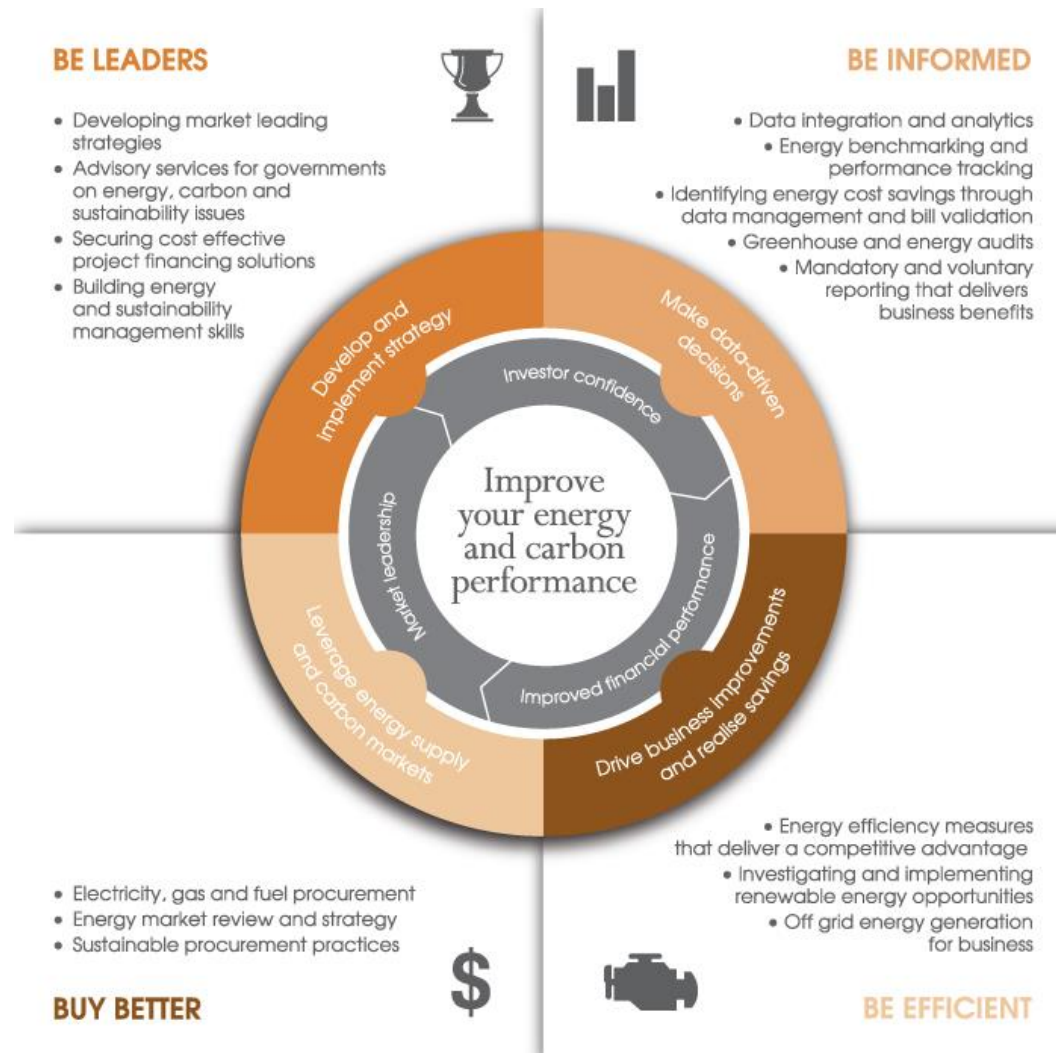 BE LEADERS
• Developing market leading
strategies
• Advisory services for governments
on energy, carbon and
sustainability issues
• Securing cost effective
project financing solutions
• Building energy
and sustainability
management skills
BE INFORMED
• Data integration and analytics
• Energy benchmarking and
performance tracking
• Identifying energy cost savings through
data management and bill validation
• Greenhouse and energy audits
• Mandatory and voluntary
reporting that delivers
business benefits
Develop and
implement strategy
Make data-driven
decisions
Investor confidence
Market leadership
Improved financial performance
Improve
your energy
and carbon
performance
Leverage energy supply
and carbon markets
Drive business improvements
and realise savings
• Electricity, gas and fuel procurement
• Energy market review and strategy
• Sustainable procurement practices
$
BUY BETTER
• Energy efficiency measures
that deliver a competitive advantage
• Investigating and implementing
renewable energy opportunities
• Off grid energy generation
for business
BE EFFICIENT